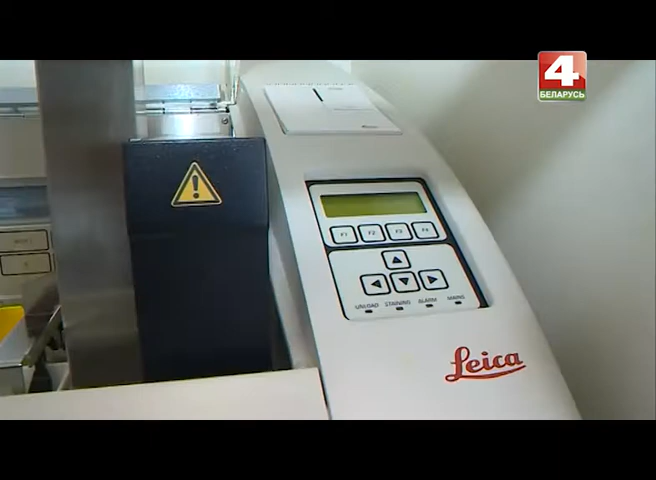 4
БЕЛАРУСЬ
F1 F2 F3 F4
UNLOAD STAINING ALARM MAINS
Leica